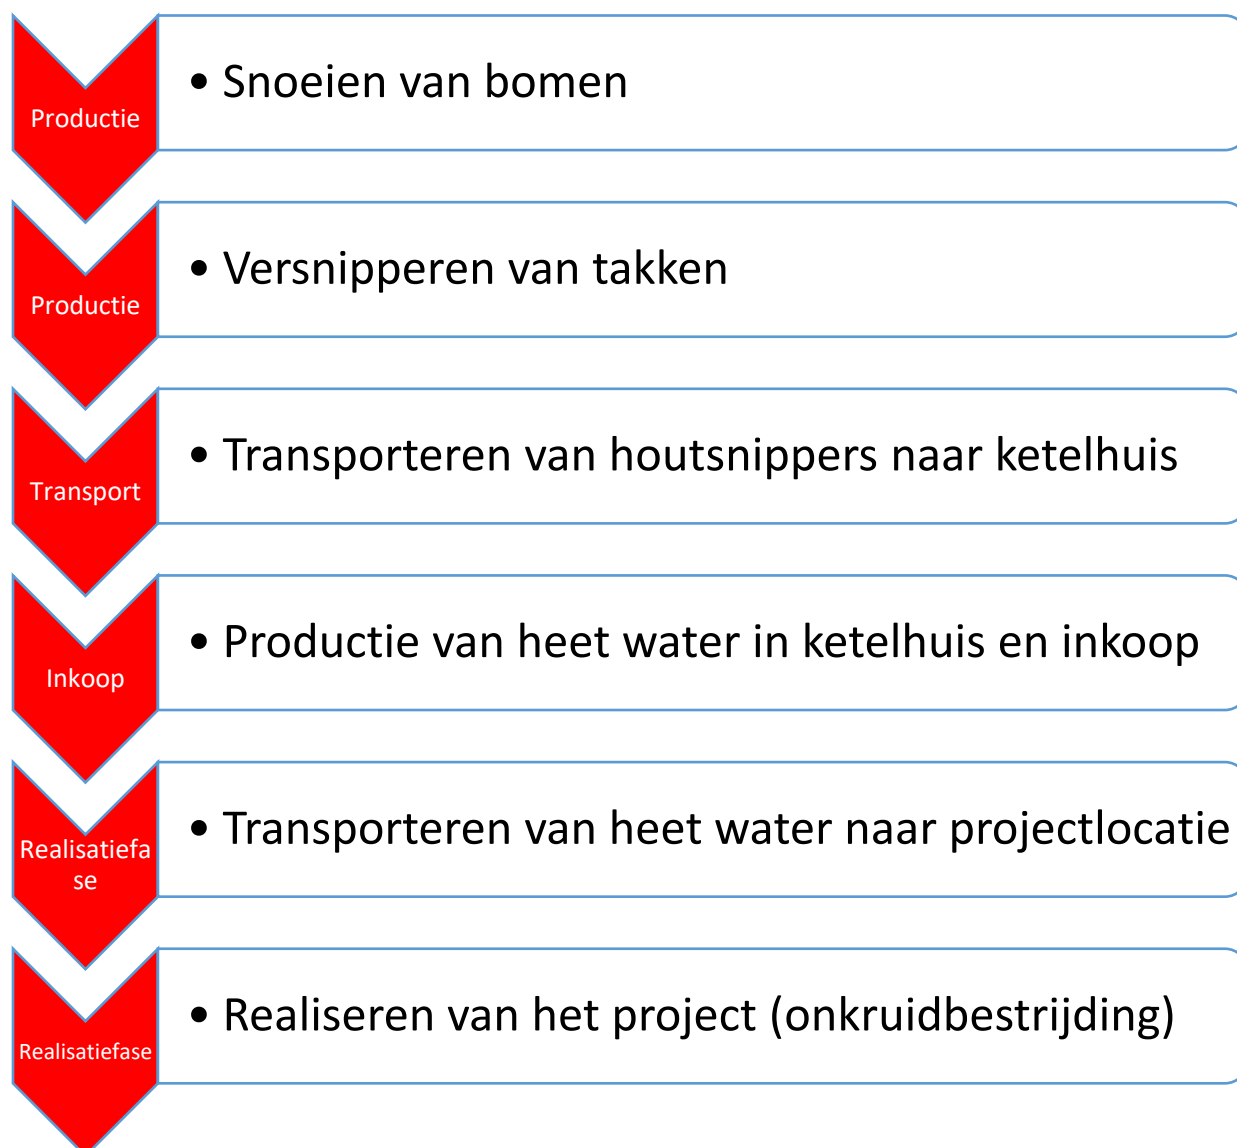 Productie
• Snoeien van bomen
Productie
• Versnipperen van takken
Transport
• Transporteren van houtsnippers naar ketelhuis
Inkoop
• Productie van heet water in ketelhuis en inkoop
Realisatiefa
se
• Transporteren van heet water naar projectlocatie
Realisatiefase
• Realiseren van het project (onkruidbestrijding)